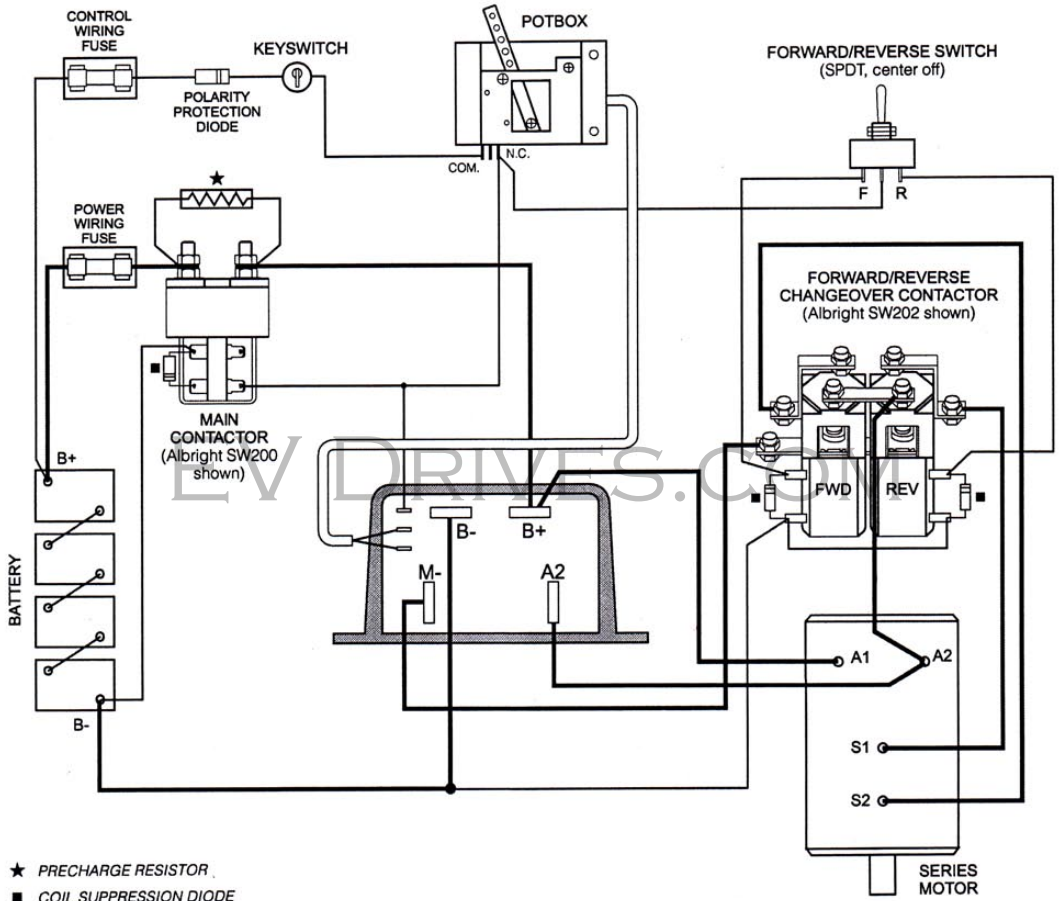 CONTROL
WIRING
FUSE
KEYSWITCH
POTBOX
FORWARD/REVERSE SWITCH
(SPDT, center off)
POLARITY
PROTECTION
DIODE
COM.
N.C.
F
R
★
POWER
WIRING
FUSE
FORWARD/REVERSE
CHANGEOVER CONTACTOR
(Albright SW202 shown)
MAIN
CONTACTOR
(Albright SW200
shown)
EV DRIVES.COM
B+
FWD
REV
B-
B+
M-
A2
BATTERY
A1
A2
B-
S1
S2
★ PRECHARGE RESISTOR
■ COIL SUPPRESSION DIODE
SERIES
MOTOR